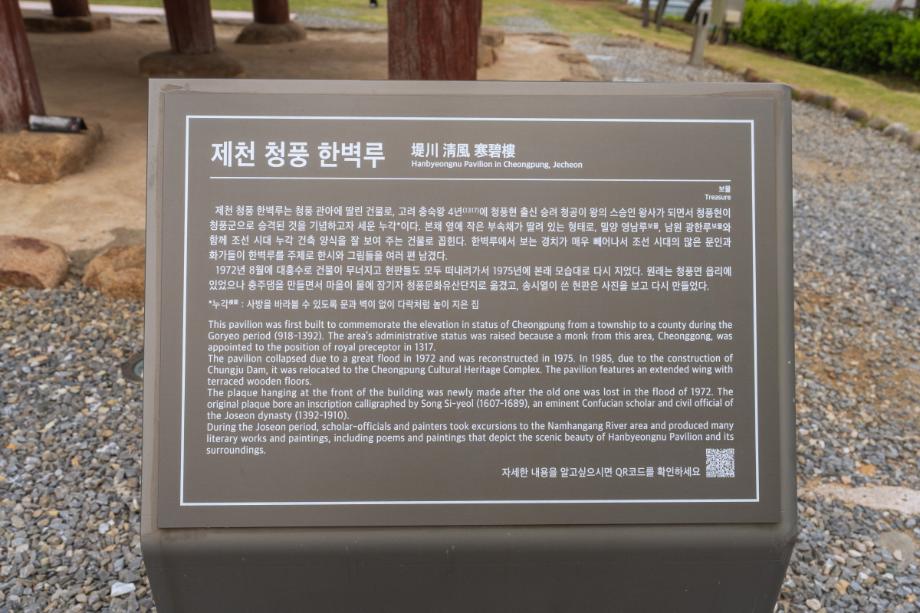 제천 청풍 한벽루 堤川 淸風 寒碧樓
Hanbyeongnu Pavilion in Cheongpung, Jecheon
보물
Treasure
제천 청풍 한벽루는 청풍 관아에 딸린 건물로, 고려 충숙왕 4년(1317)에 청풍현 출신 승려 청공이 왕의 스승인 왕사가 되면서 청풍현이
청풍군으로 승격된 것을 기념하고자 세운 누각*이다. 본채 옆에 작은 부속채가 딸려 있는 형태로, 밀양 영남루보물, 남원 광한루보물와
함께 조선 시대 누각 건축 양식을 잘 보여 주는 건물로 꼽힌다. 한벽루에서 보는 경치가 매우 빼어나서 조선 시대의 많은 문인과
화가들이 한벽루를 주제로 한시와 그림들을 여러 편 남겼다.
1972년 8월에 대홍수로 건물이 무너지고 현판들도 모두 떠내려가서 1975년에 본래 모습대로 다시 지었다. 원래는 청풍면 읍리에
있었으나 충주댐을 만들면서 마을이 물에 잠기자 청풍문화유산단지로 옮겼고, 송시열이 쓴 현판은 사진을 보고 다시 만들었다.
*누각樓閣 : 사방을 바라볼 수 있도록 문과 벽이 없이 다락처럼 높이 지은 집
This pavilion was first built to commemorate the elevation in status of Cheongpung from a township to a county during the
Goryeo period (918-1392). The area's administrative status was raised because a monk from this area, Cheonggong, was
appointed to the position of royal preceptor in 1317.
The pavilion collapsed due to a great flood in 1972 and was reconstructed in 1975. In 1985, due to the construction of
Chungju Dam, it was relocated to the Cheongpung Cultural Heritage Complex. The pavilion features an extended wing with
terraced wooden floors.
The plaque hanging at the front of the building was newly made after the old one was lost in the flood of 1972. The
original plaque bore an inscription calligraphed by Song Si-yeol (1607-1689), an eminent Confucian scholar and civil official of
the Joseon dynasty (1392-1910).
During the Joseon period, scholar-officials and painters took excursions to the Namhangang River area and produced many
literary works and paintings, including poems and paintings that depict the scenic beauty of Hanbyeongnu Pavilion and its
surroundings.
자세한 내용을 알고싶으시면 QR코드를 확인하세요